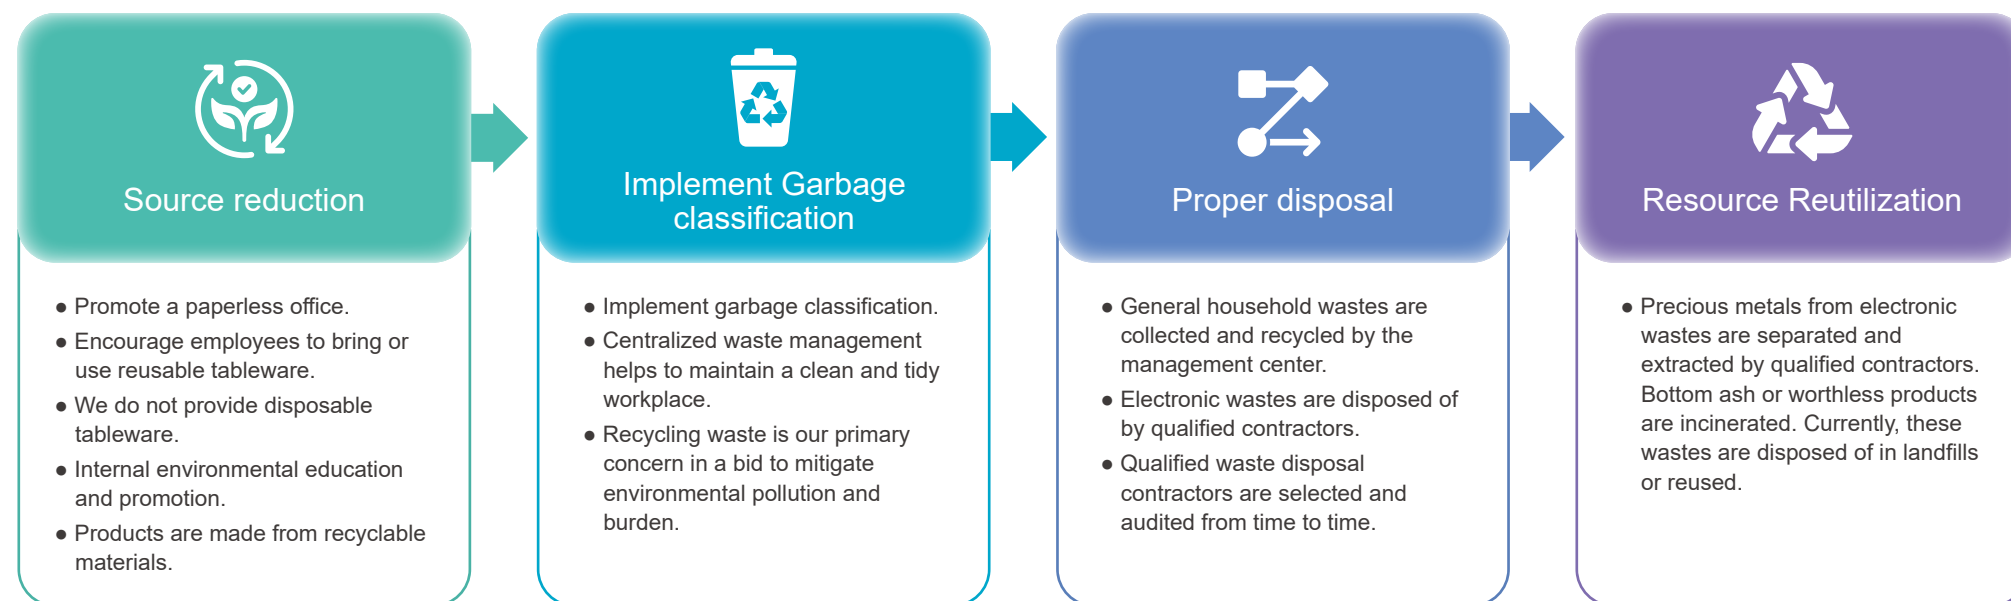 Source reduction
● Promote a paperless office.
● Encourage employees to bring or
use reusable tableware.
● We do not provide disposable
tableware.
● Internal environmental education
and promotion.
● Products are made from recyclable
materials.
Implement Garbage
classification
● Implement garbage classification.
● Centralized waste management
helps to maintain a clean and tidy
workplace.
● Recycling waste is our primary
concern in a bid to mitigate
environmental pollution and
burden.
Proper disposal
● General household wastes are
collected and recycled by the
management center.
● Electronic wastes are disposed of
by qualified contractors.
● Qualified waste disposal
contractors are selected and
audited from time to time.
Resource Reutilization
● Precious metals from electronic
wastes are separated and
extracted by qualified contractors.
Bottom ash or worthless products
are incinerated. Currently, these
wastes are disposed of in landfills
or reused.